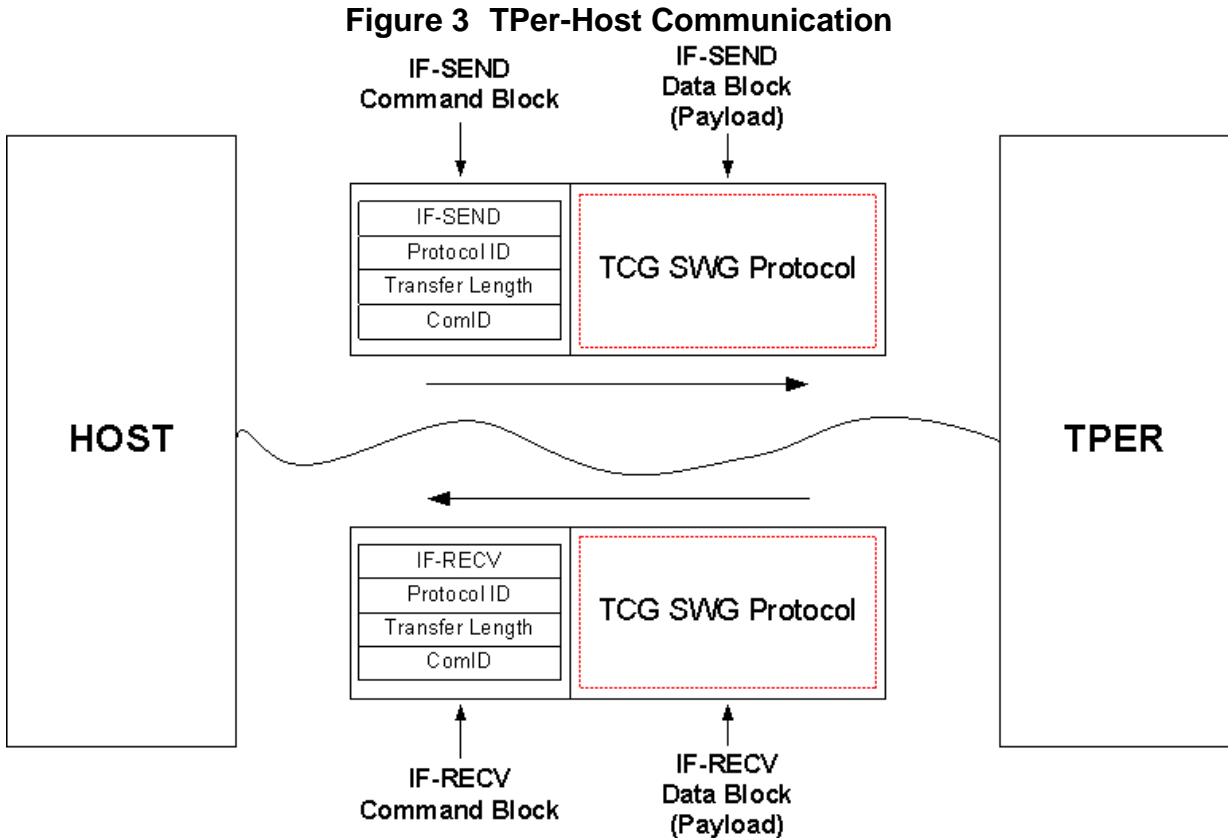 Figure 3 TPer-Host Communication
IF-SEND
Command Block
IF-SEND
Data Block
(Payload)
IF-SEND
Protocol ID
Transfer Length
ComID
TCG SWG Protocol
HOST
TPER
IF-RECV
Protocol ID
Transfer Length
ComID
TCG SWG Protocol
IF-RECV
Command Block
IF-RECV
Data Block
(Payload)